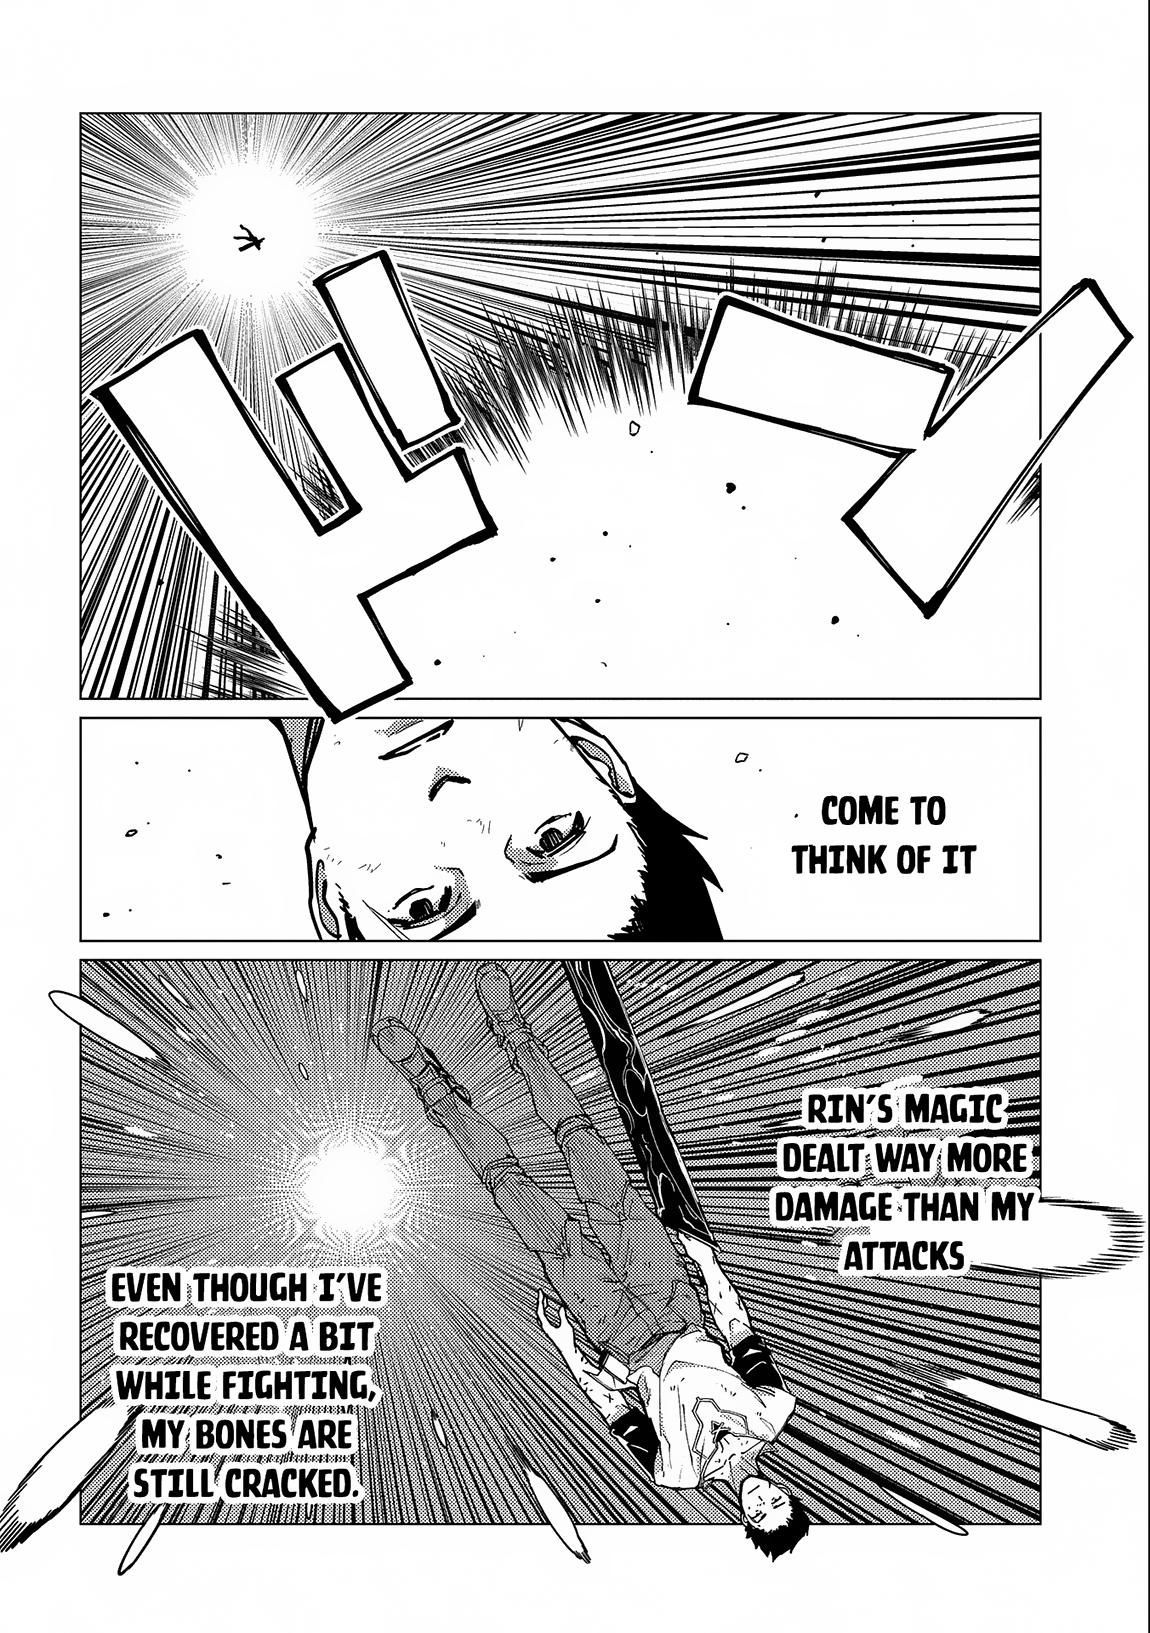 ドン
COME TO
THINK OF IT
RIN'S MAGIC
DEALT WAY MORE
DAMAGE THAN MY
ATTACKS
EVEN THOUGH I'VE
RECOVERED A BIT
WHILE FIGHTING,
MY BONES ARE
STILL CRACKED.